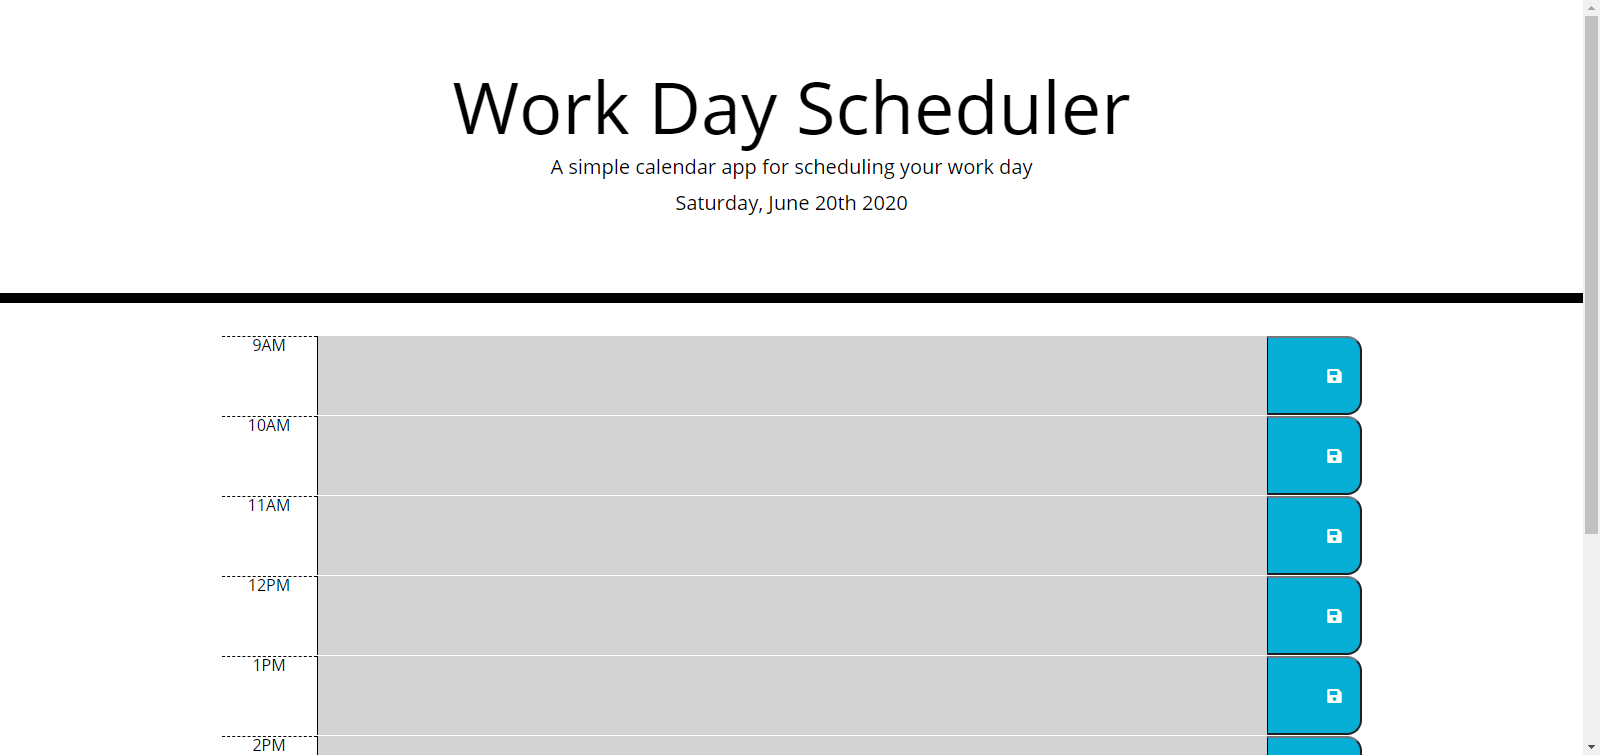 Work Day Scheduler
A simple calendar app for scheduling your work day
Saturday, June 20th 2020
9AM
10AM
11AM
12PM
1PM
2PM